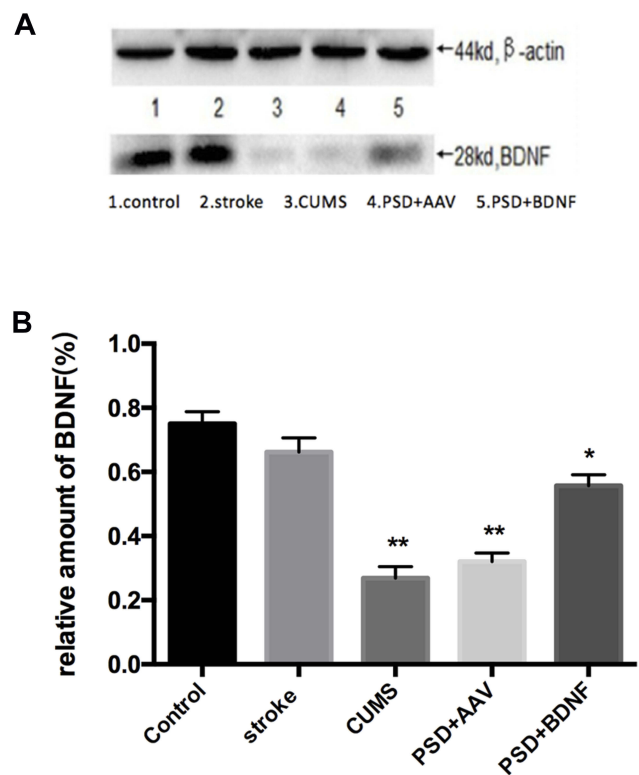 A
←44kd,β-actin
1 2 3 4 5
←28kd,BDNF
1.control 2.stroke 3.CUMS 4.PSD+AAV 5.PSD+BDNF
B
relative amount of BDNF(%)
1.0
0.8
0.6
0.4
0.2
0.0
** ** *
Control stroke CUMS PSD+AAV PSD+BDNF